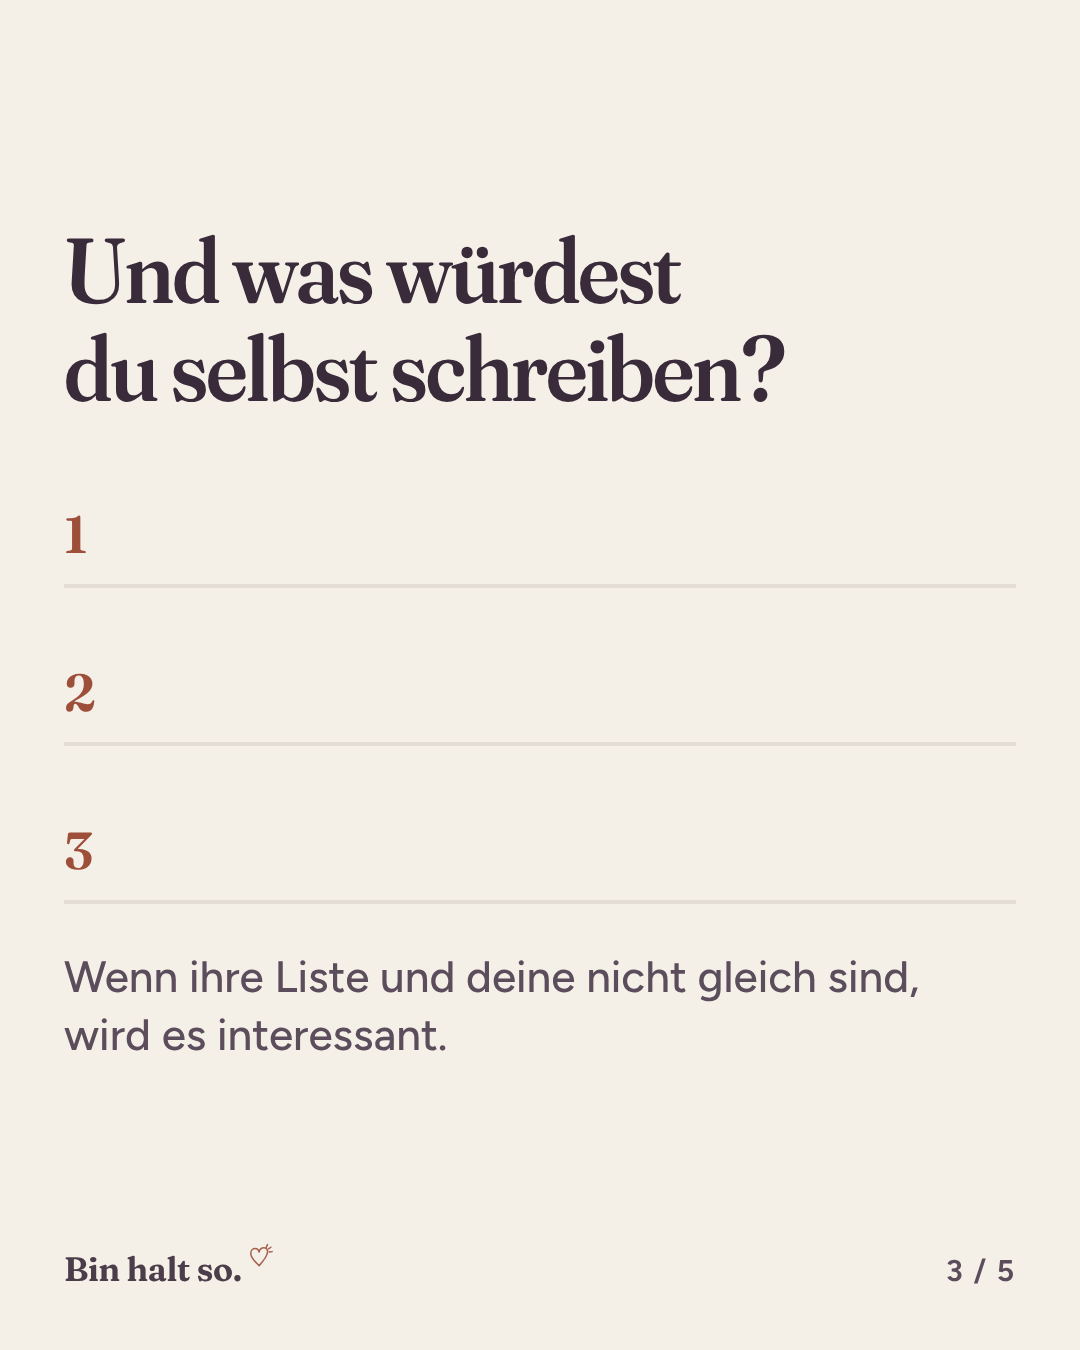 Und was würdest
du selbst schreiben?
1
2
3
Wenn ihre Liste und deine nicht gleich sind,
wird es interessant.
Bin halt so.
3 / 5